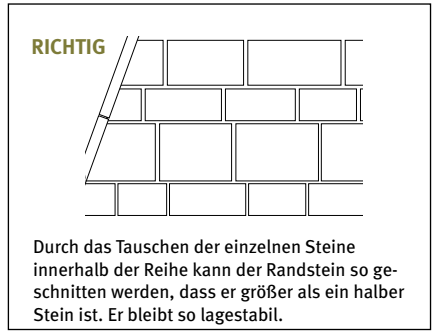 RICHTIG
Durch das Tauschen der einzelnen Steine
innerhalb der Reihe kann der Randstein so ge-
schnitten werden, dass er größer als ein halber
Stein ist. Er bleibt so lagestabil.